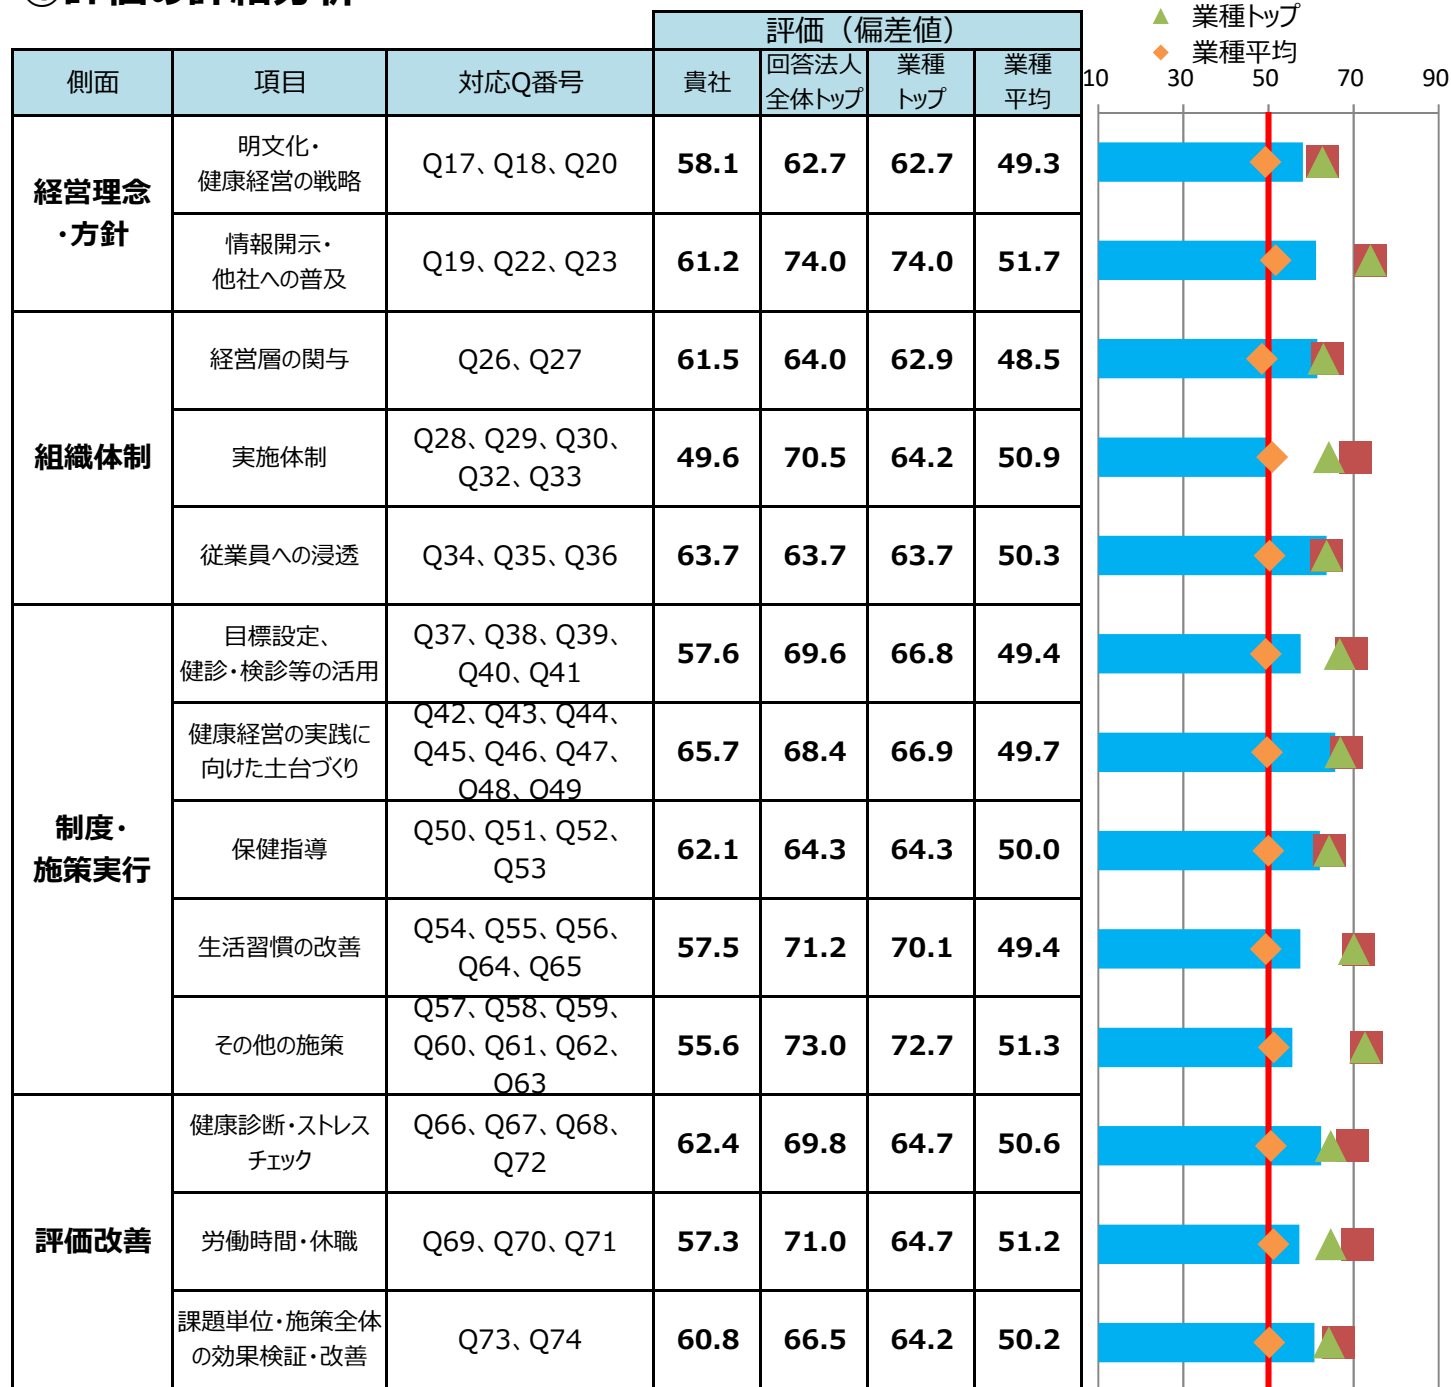 ③評価の詳細分析
評価（偏差値）
▲ 業種トップ
◆ 業種平均
側面 項目 対応Q番号 貴社 回答法人 業種 業種
全体トップ トップ 平均
10 30 50 70 90
経営理念
・方針
明文化・
健康経営の戦略
Q17、Q18、Q20 58.1 62.7 62.7 49.3
情報開示・
他社への普及
Q19、Q22、Q23 61.2 74.0 74.0 51.7
組織体制
経営層の関与 Q26、Q27 61.5 64.0 62.9 48.5
実施体制
Q28、Q29、Q30、
Q32、Q33
49.6 70.5 64.2 50.9
従業員への浸透 Q34、Q35、Q36 63.7 63.7 63.7 50.3
制度・
施策実行
目標設定、
健診・検診等の活用
Q37、Q38、Q39、
Q40、Q41
57.6 69.6 66.8 49.4
健康経営の実践に
向けた土台づくり
Q42、Q43、Q44、
Q45、Q46、Q47、
Q48、Q49
65.7 68.4 66.9 49.7
保健指導
Q50、Q51、Q52、
Q53
62.1 64.3 64.3 50.0
生活習慣の改善
Q54、Q55、Q56、
Q64、Q65
57.5 71.2 70.1 49.4
その他の施策
Q57、Q58、Q59、
Q60、Q61、Q62、
Q63
55.6 73.0 72.7 51.3
評価改善
健康診断・ストレス
チェック
Q66、Q67、Q68、
Q72
62.4 69.8 64.7 50.6
労働時間・休職 Q69、Q70、Q71 57.3 71.0 64.7 51.2
課題単位・施策全体
の効果検証・改善
Q73、Q74 60.8 66.5 64.2 50.2